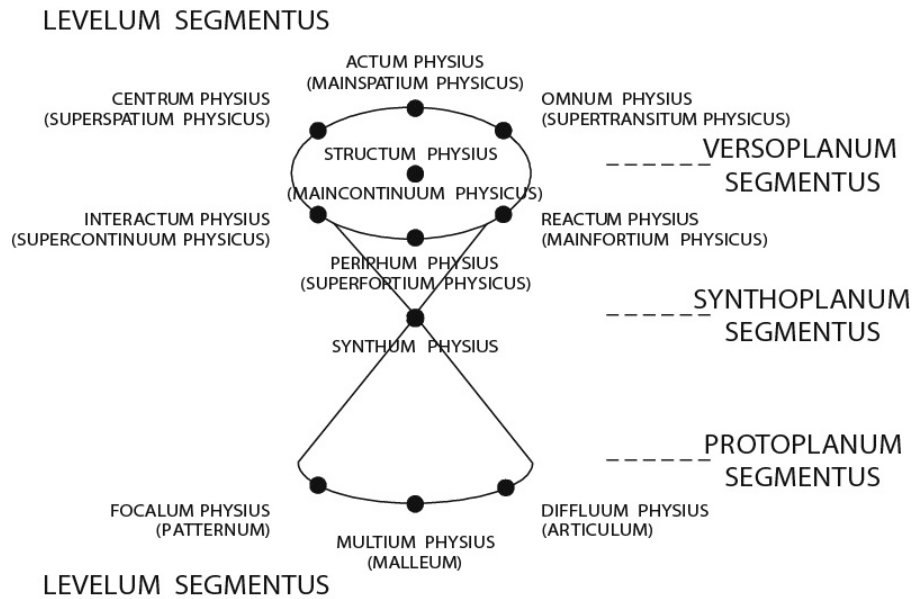 LEVELUM SEGMENTUS
ACTUM PHYSIUS
(MAINSPATIUM PHYSICUS)
CENTRUM PHYSIUS
(SUPERSPATIUM PHYSICUS)
OMNUM PHYSIUS
(SUPERTRANSITUM PHYSICUS)
STRUCTUM PHYSIUS
(MAINCONTINUUM PHYSICUS)
VERSOPLANUM
SEGMENTUS
INTERACTUM PHYSIUS
(SUPERCONTINUUM PHYSICUS)
REACTUM PHYSIUS
(MAINFORTIUM PHYSICUS)
PERIPHUM PHYSIUS
(SUPERFORTIUM PHYSICUS)
SYNTHUM PHYSIUS
SYNTHOPLANUM
SEGMENTUS
PROTOPLANUM
SEGMENTUS
FOCALUM PHYSIUS
(PATTERNUM)
MULTIUM PHYSIUS
(MALLEUM)
DIFFLUUM PHYSIUS
(ARTICULUM)
LEVELUM SEGMENTUS